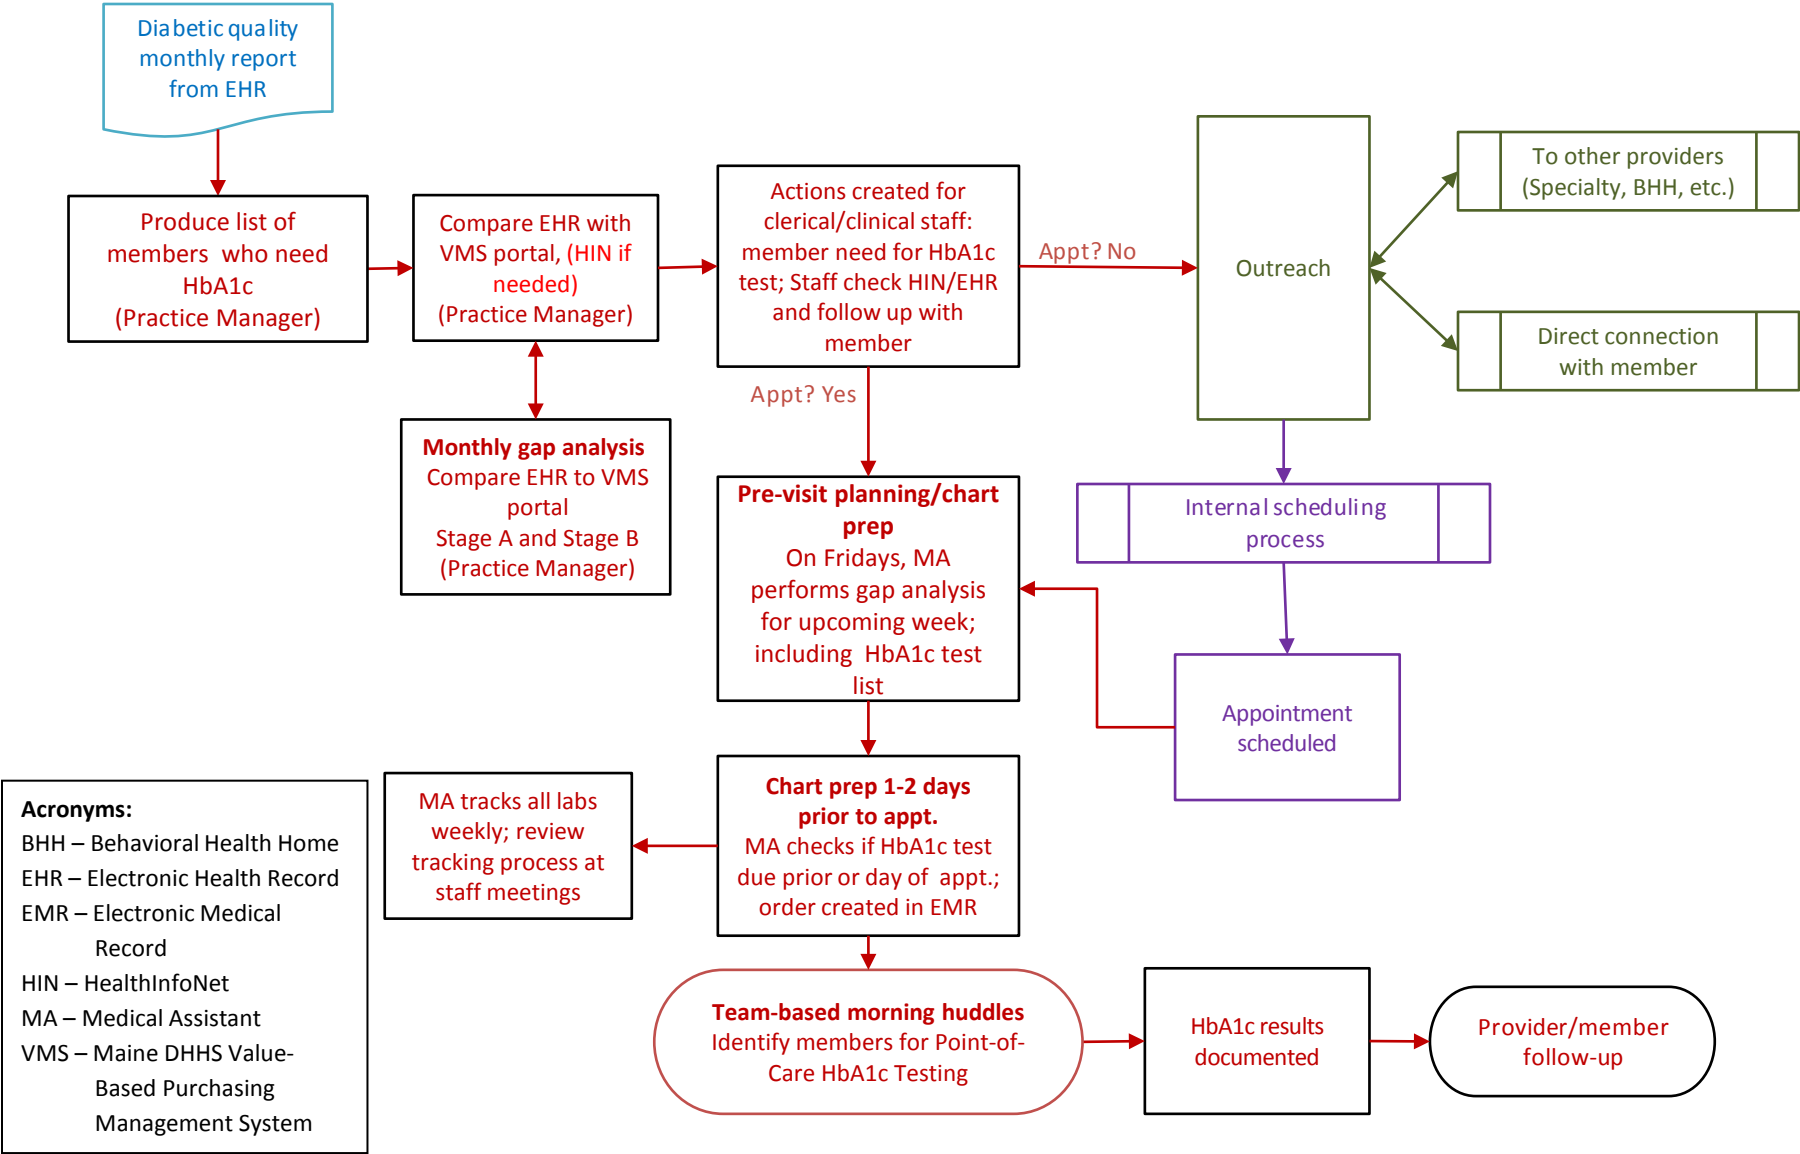 Diabetic quality
monthly report
from EHR
Produce list of
members who need
HbA1c
(Practice Manager)
Compare EHR with
VMS portal, (HIN if
needed)
(Practice Manager)
Actions created for
clerical/clinical staff:
member need for HbA1c
test; Staff check HIN/EHR
and follow up with
member
Appt? No
Outreach
To other providers
(Specialty, BHH, etc.)
Direct connection
with member
Appt? Yes
Monthly gap analysis
Compare EHR to VMS
portal
Stage A and Stage B
(Practice Manager)
Pre-visit planning/chart
prep
On Fridays, MA
performs gap analysis
for upcoming week;
including HbA1c test
list
Internal scheduling
process
Appointment
scheduled
Chart prep 1-2 days
prior to appt.
MA checks if HbA1c test
due prior or day of appt.;
order created in EMR
MA tracks all labs
weekly; review
tracking process at
staff meetings
Acronyms:
BHH – Behavioral Health Home
EHR – Electronic Health Record
EMR – Electronic Medical
Record
HIN – HealthInfoNet
MA – Medical Assistant
VMS – Maine DHHS Value-
Based Purchasing
Management System
Team-based morning huddles
Identify members for Point-of-
Care HbA1c Testing
HbA1c results
documented
Provider/member
follow-up